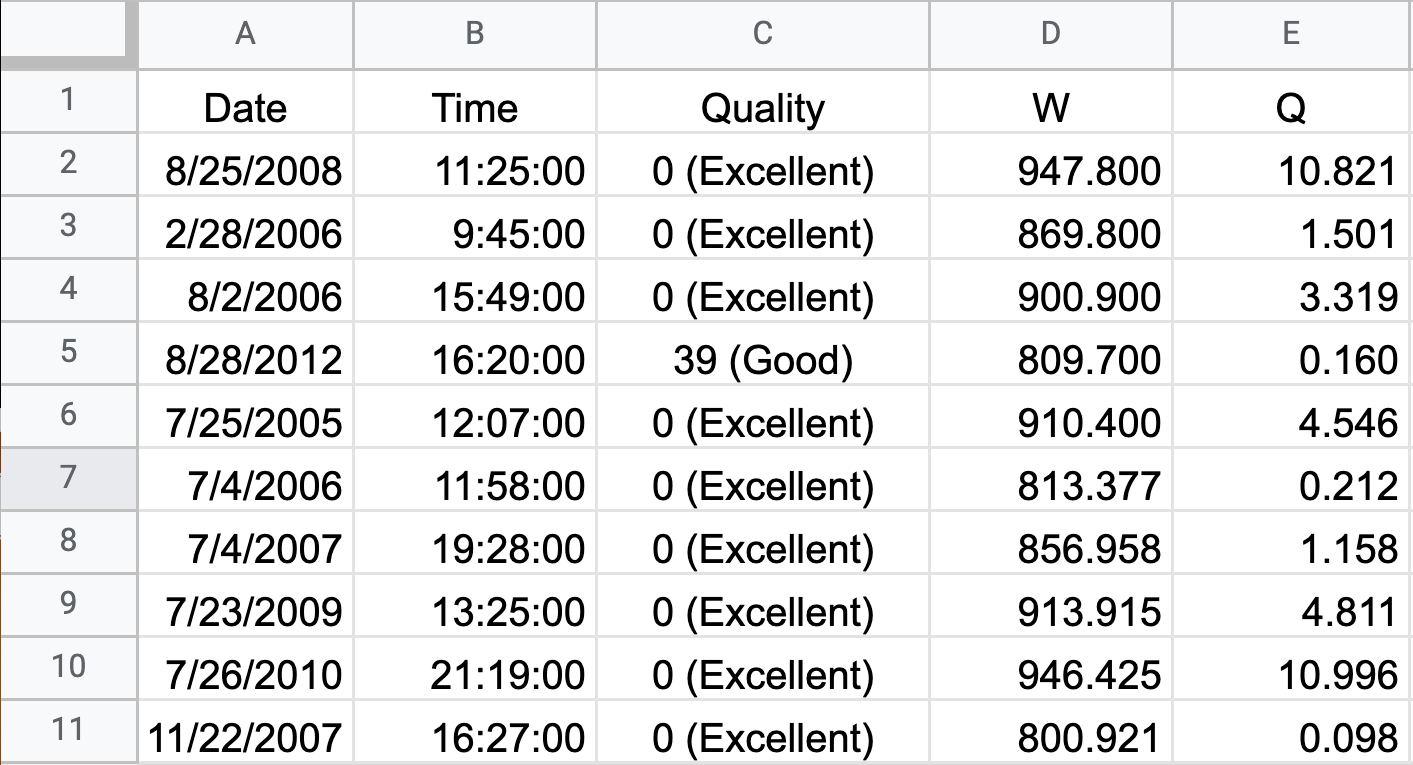 A B C D E
1 Date Time Quality W Q
2 8/25/2008 11:25:00 0 (Excellent) 947.800 10.821
3 2/28/2006 9:45:00 0 (Excellent) 869.800 1.501
4 8/2/2006 15:49:00 0 (Excellent) 900.900 3.319
5 8/28/2012 16:20:00 39 (Good) 809.700 0.160
6 7/25/2005 12:07:00 0 (Excellent) 910.400 4.546
7 7/4/2006 11:58:00 0 (Excellent) 813.377 0.212
8 7/4/2007 19:28:00 0 (Excellent) 856.958 1.158
9 7/23/2009 13:25:00 0 (Excellent) 913.915 4.811
10 7/26/2010 21:19:00 0 (Excellent) 946.425 10.996
11 11/22/2007 16:27:00 0 (Excellent) 800.921 0.098